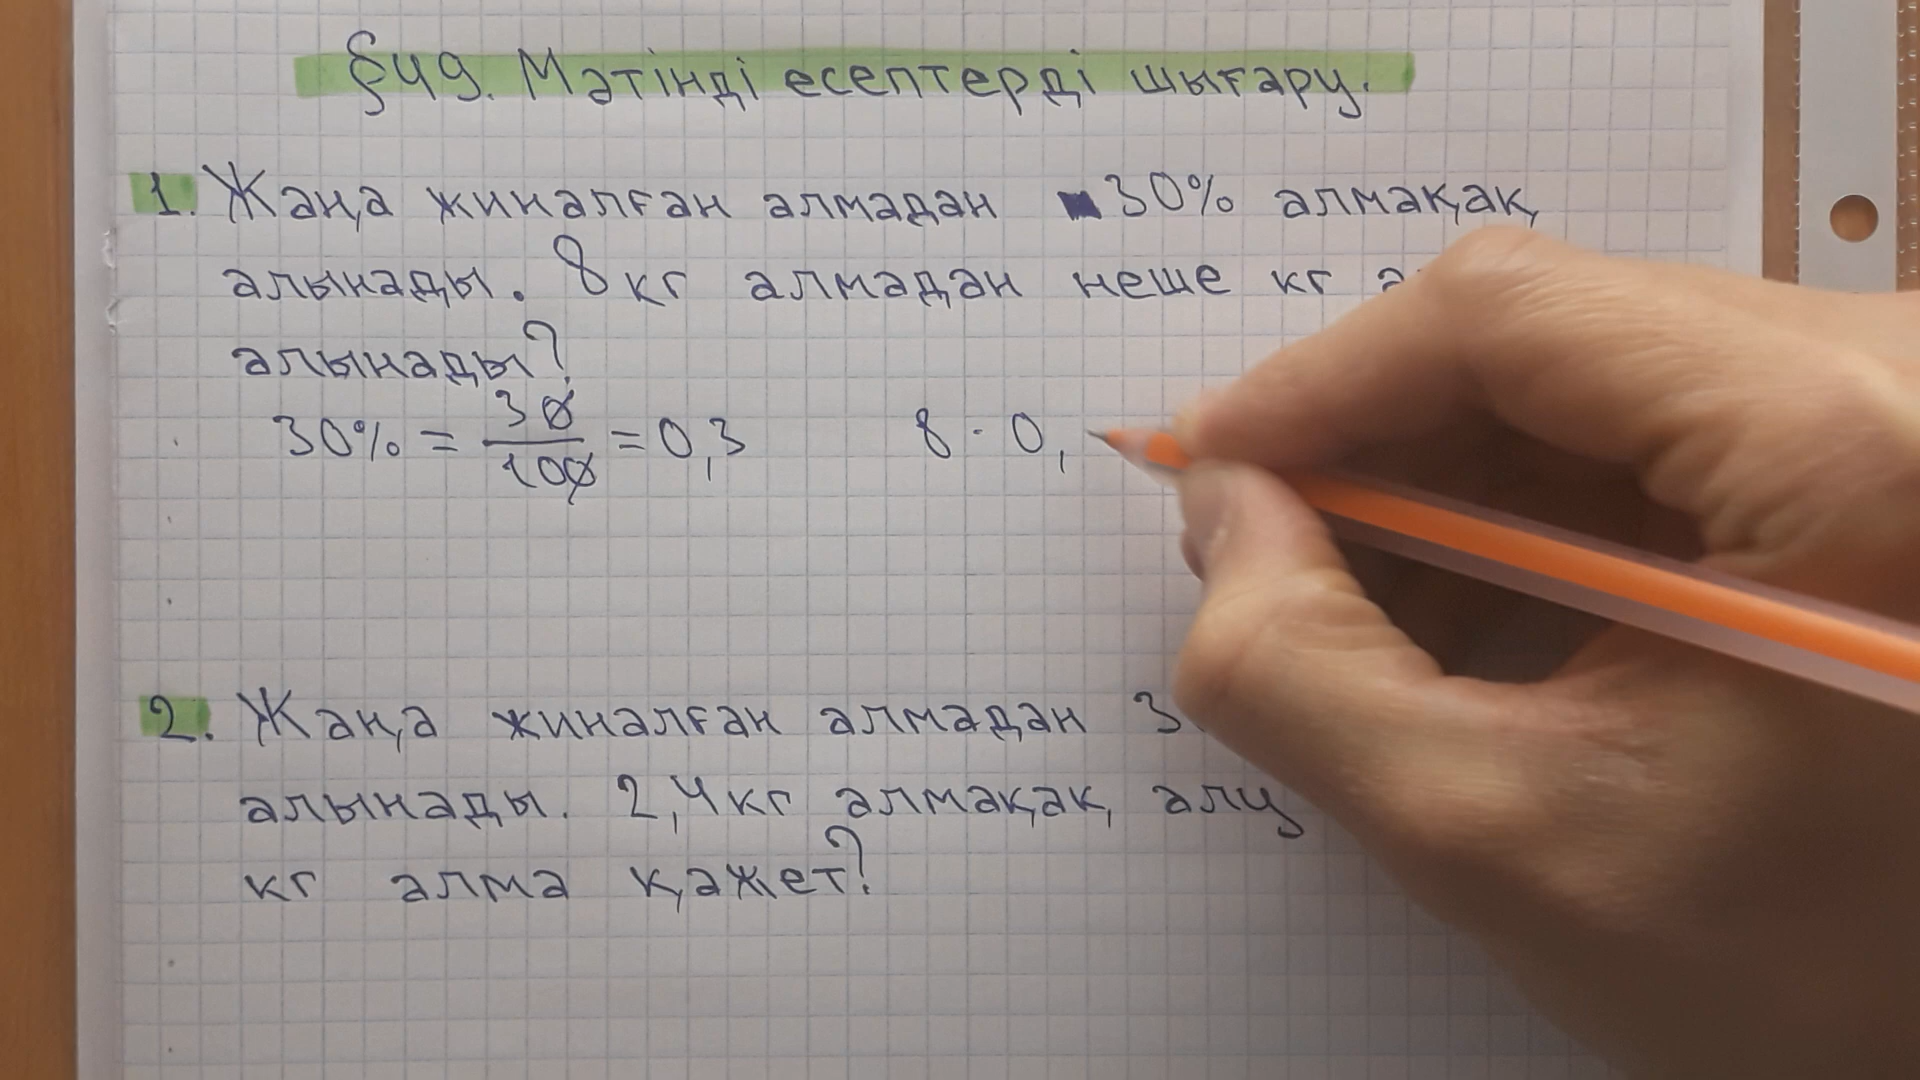 §49. Мәтінді есептерді шығару.
1. Жаңа жиналған алмадан 30% алмақақ
алынады. 8 кг алмадан неше кг
алынады?
30% = 30/100 = 0,3 8 · 0,
2. Жаңа жиналған алмадан 3
алынады. 2,4 кг алмақақ алу
кг алма қажет?